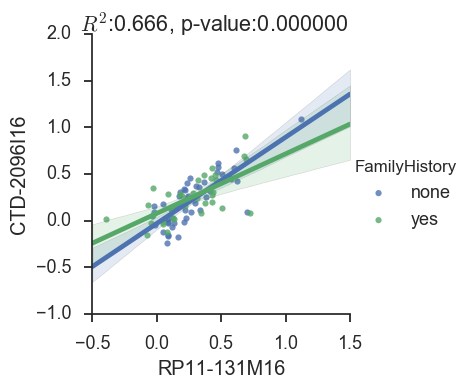 R²:0.666, p-value:0.000000
2.0
1.5
1.0
0.5
0.0
−0.5
−1.0
CTD-2096I16
−0.5 0.0 0.5 1.0 1.5
RP11-131M16
FamilyHistory
none
yes